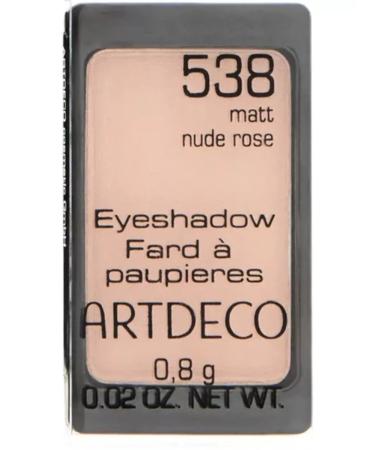 538
matt
nude rose
Eyeshadow
Fard à
paupieres
ARTDECO
0,8 g
0.02 OZ. NET WT.